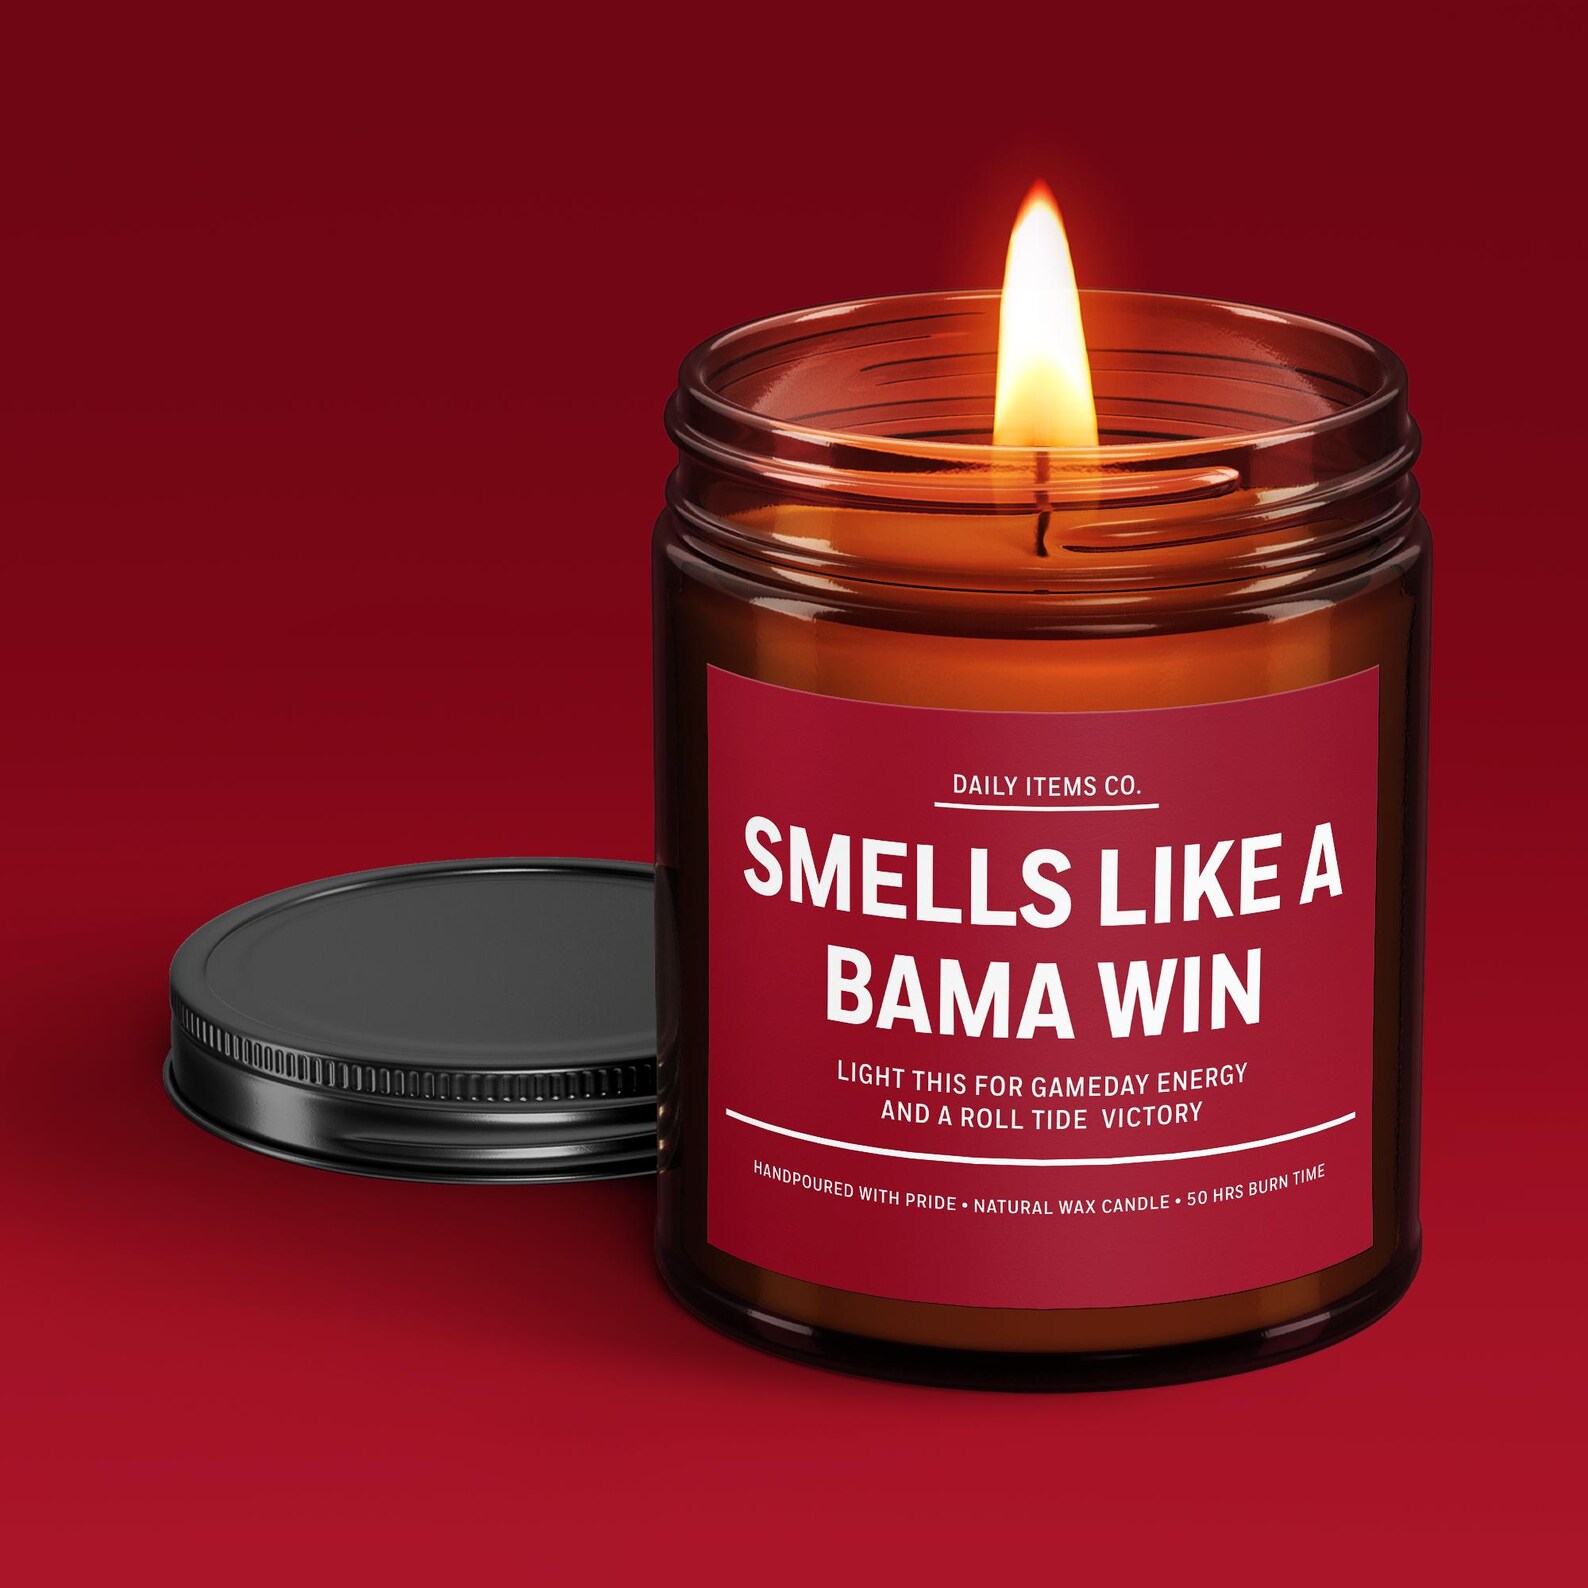 DAILY ITEMS CO.
SMELLS LIKE A
BAMA WIN
LIGHT THIS FOR GAMEDAY ENERGY
AND A ROLL TIDE VICTORY
HANDPOURED WITH PRIDE • NATURAL WAX CANDLE • 50 HRS BURN TIME